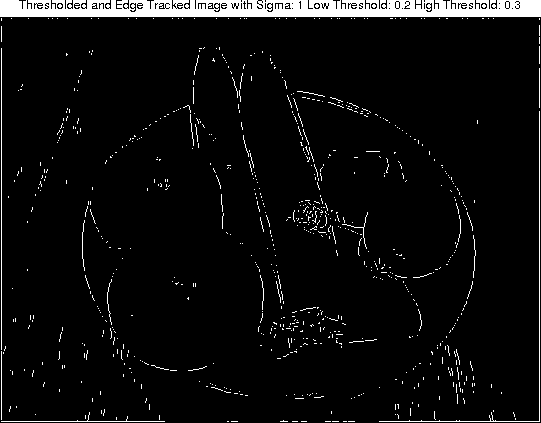 Thresholded and Edge Tracked Image with Sigma: 1 Low Threshold: 0.2 High Threshold: 0.3